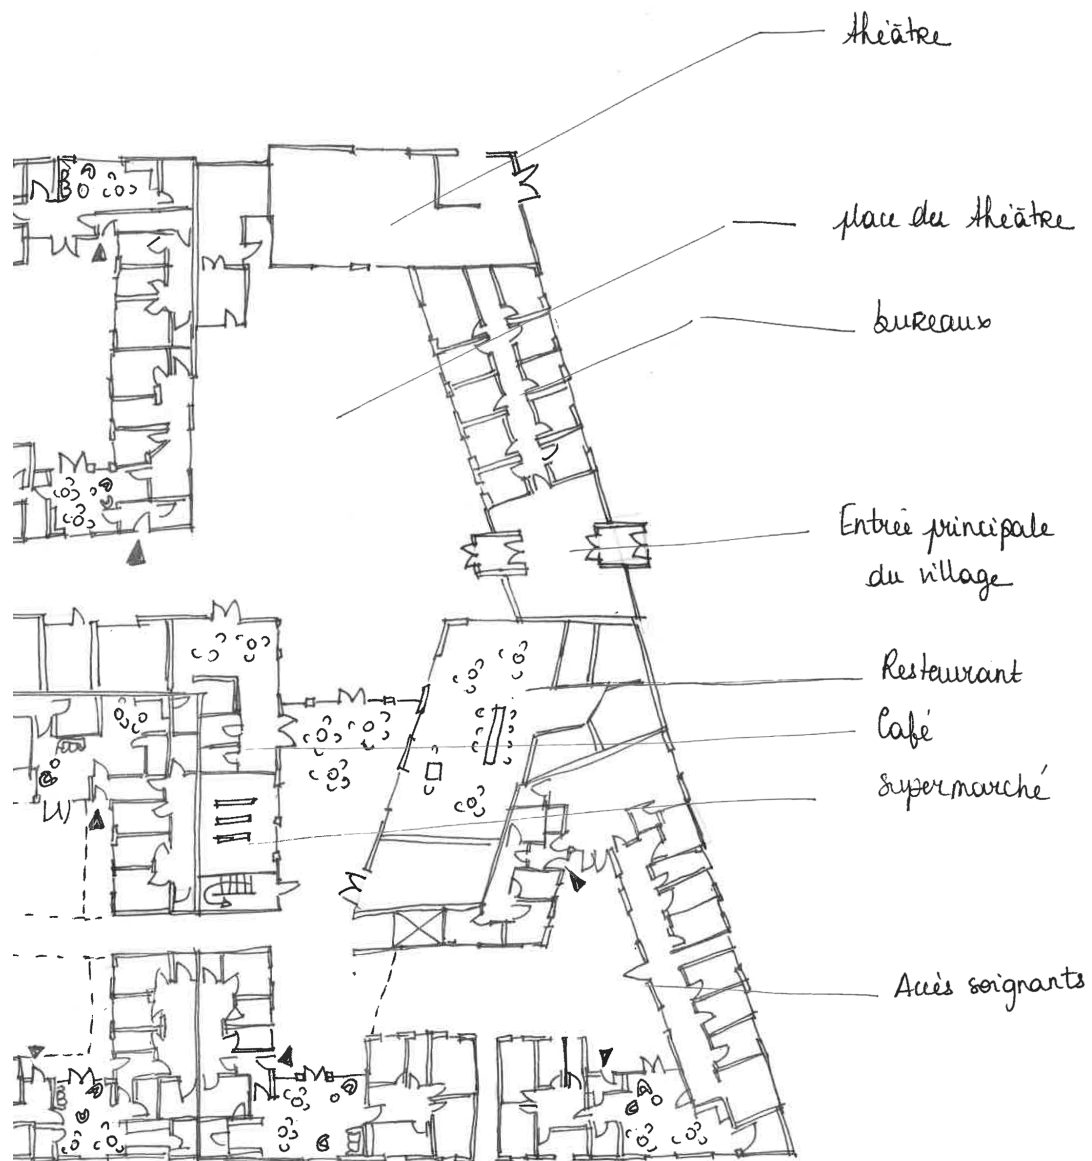 théâtre
place du théâtre
bureaux
Entrée principale
du village
Restaurant
Café
supermarché
Accès soignants